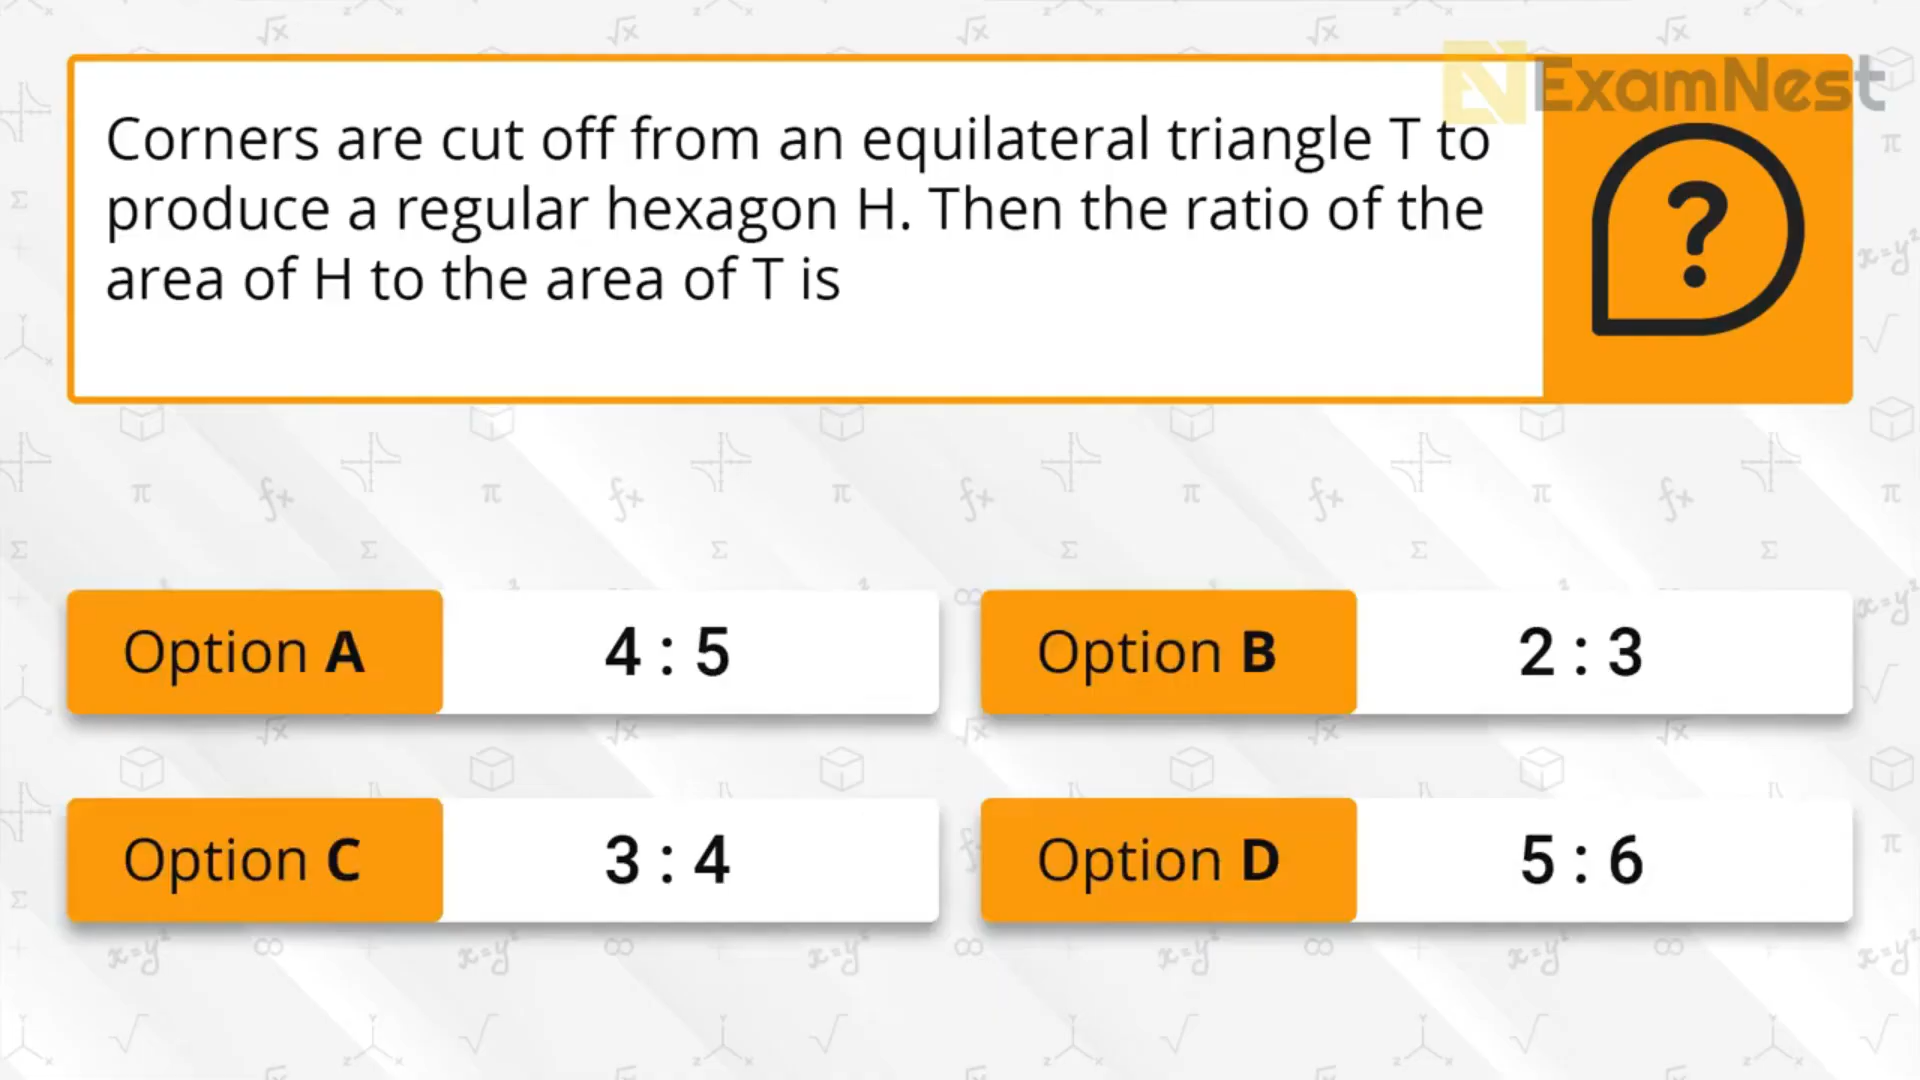 ExamNest
Corners are cut off from an equilateral triangle T to
produce a regular hexagon H. Then the ratio of the
area of H to the area of T is
?
Option A 4 : 5
Option B 2 : 3
Option C 3 : 4
Option D 5 : 6